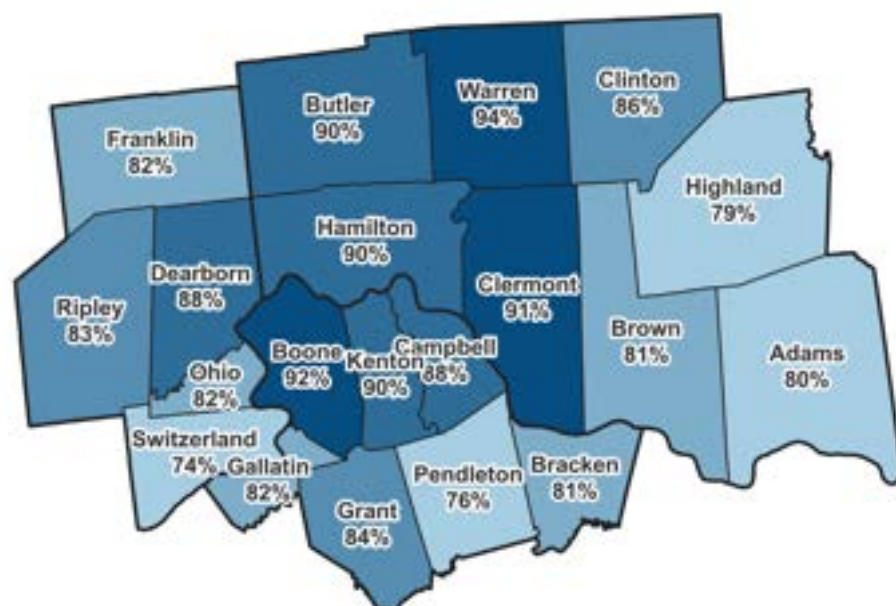 Warren
94%
Clinton
86%
Butler
90%
Franklin
82%
Highland
79%
Hamilton
90%
Dearborn
88%
Clermont
91%
Ripley
83%
Brown
81%
Boone
92%
Kenton
90%
Campbell
88%
Adams
80%
Ohio
82%
Switzerland
74%
Gallatin
82%
Pendleton
76%
Bracken
81%
Grant
84%